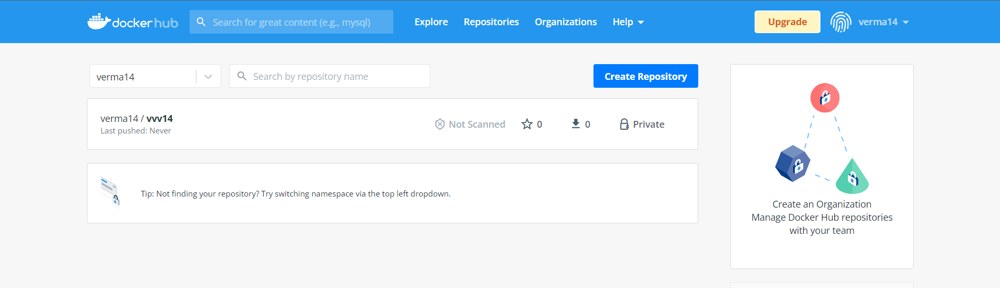 docker hub
Search for great content (e.g., mysql)
Explore
Repositories
Organizations
Help
Upgrade
verma14
verma14
Search by repository name
Create Repository
verma14 / vvv14
Last pushed: Never
Not Scanned
0
0
Private
Tip: Not finding your repository? Try switching namespace via the top left dropdown.
Create an Organization
Manage Docker Hub repositories
with your team